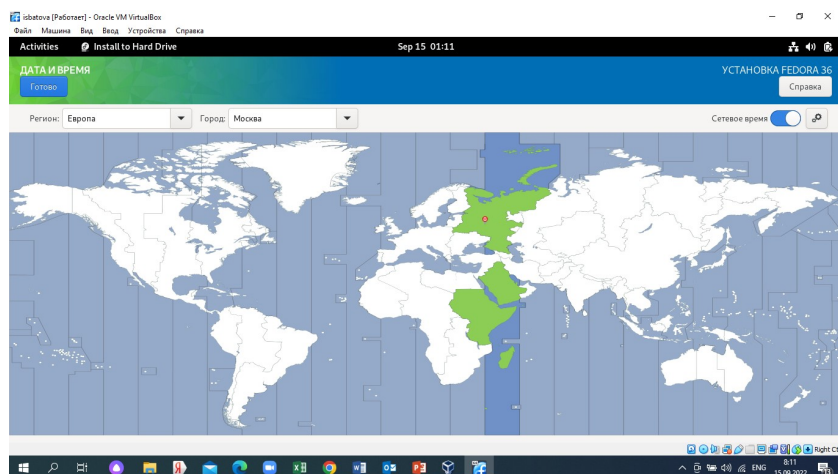 isbatova [Работает] - Oracle VM VirtualBox
Файл Машина Вид Ввод Устройства Справка
Activities Install to Hard Drive Sep 15 01:11
ДАТА И ВРЕМЯ УСТАНОВКА FEDORA 36
Готово Справка
Регион: Европа Город: Москва Сетевое время
Right Ct
ENG 8:11
15.09.2022